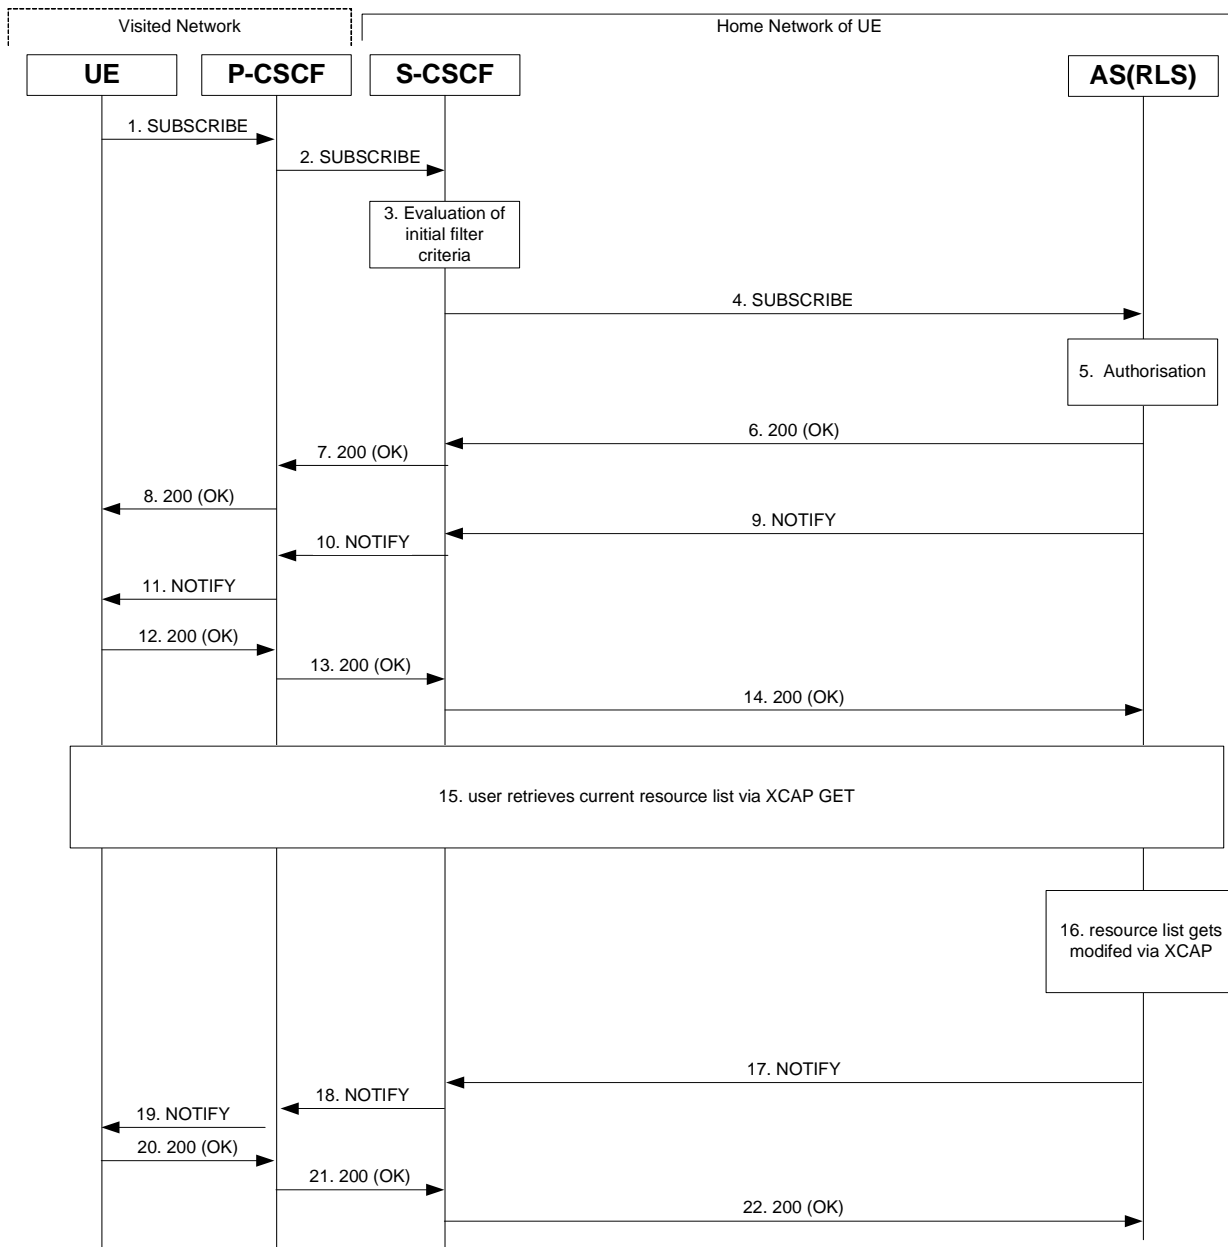 Visited Network
Home Network of UE
UE
P-CSCF
S-CSCF
AS(RLS)
1. SUBSCRIBE
2. SUBSCRIBE
3. Evaluation of
initial filter
criteria
4. SUBSCRIBE
5. Authorisation
6. 200 (OK)
7. 200 (OK)
8. 200 (OK)
9. NOTIFY
10. NOTIFY
11. NOTIFY
12. 200 (OK)
13. 200 (OK)
14. 200 (OK)
15. user retrieves current resource list via XCAP GET
16. resource list gets
modifed via XCAP
17. NOTIFY
18. NOTIFY
19. NOTIFY
20. 200 (OK)
21. 200 (OK)
22. 200 (OK)